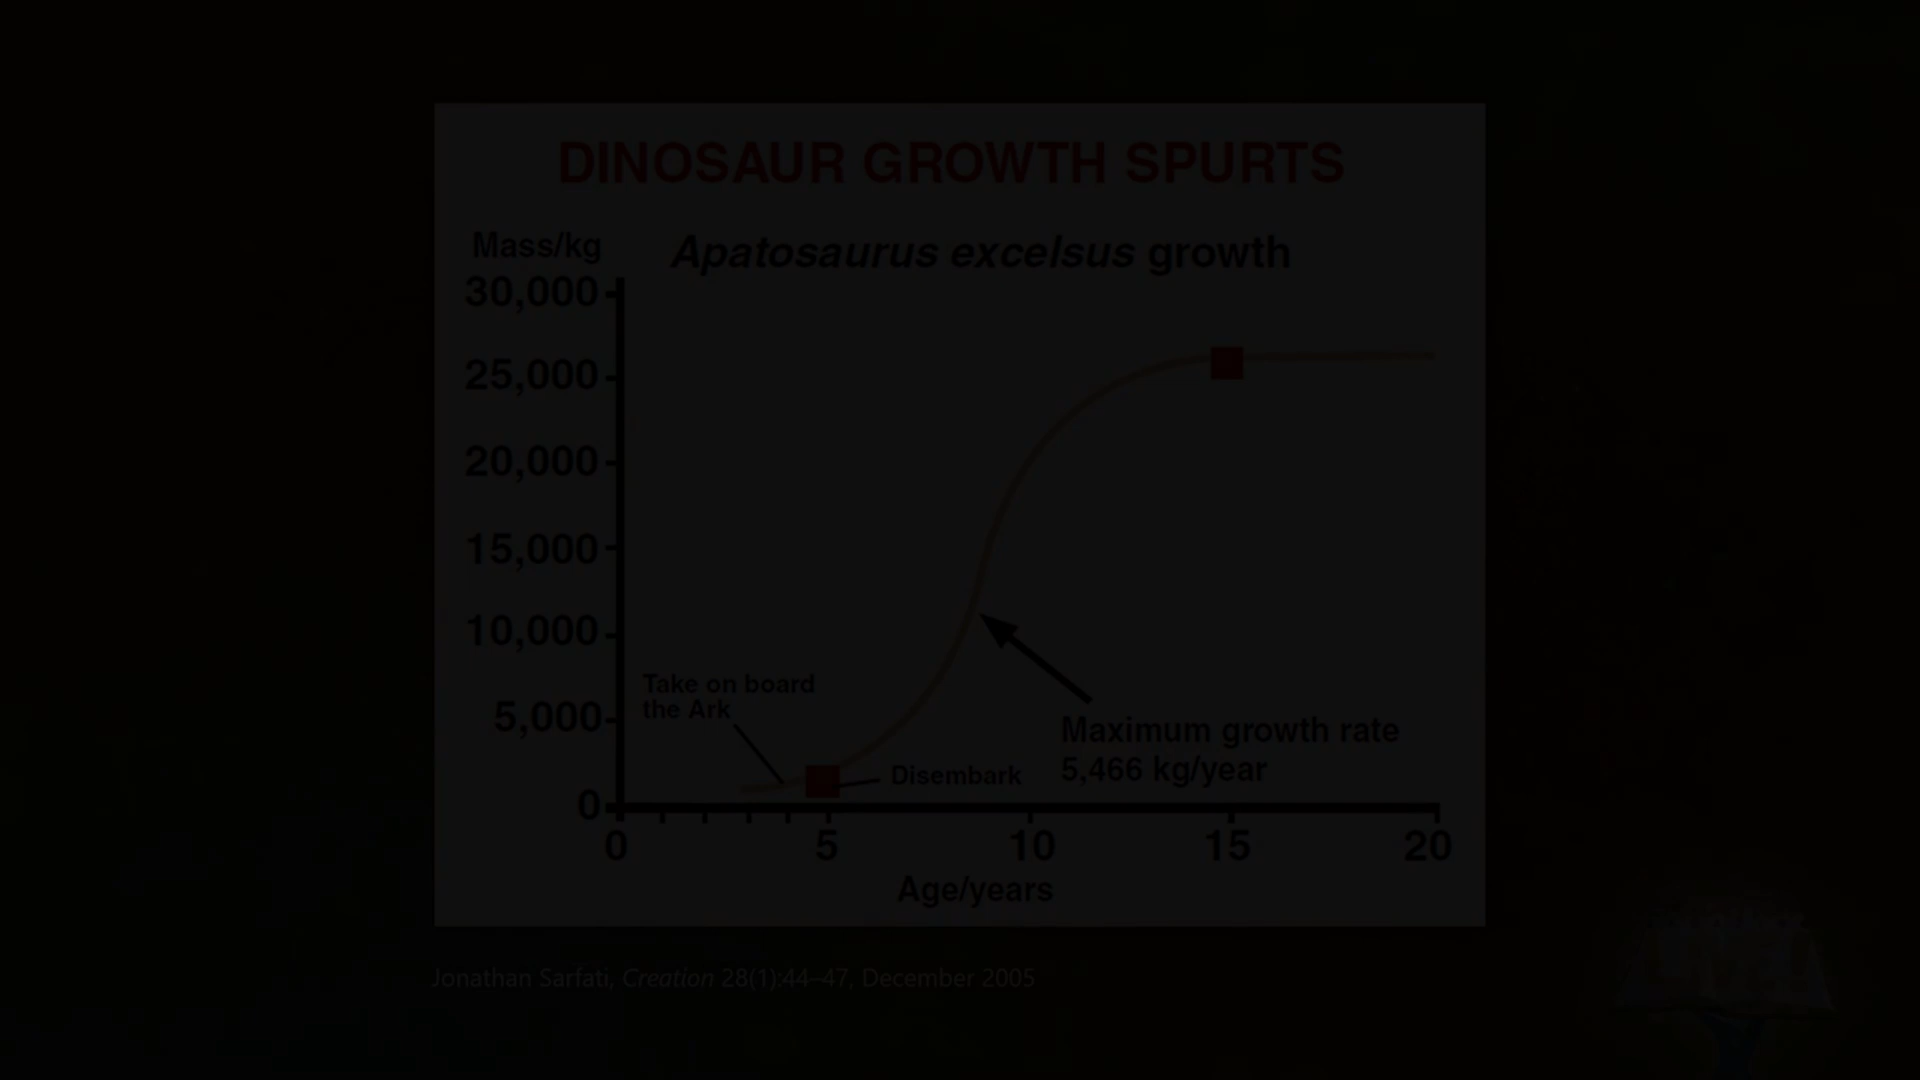 DINOSAUR GROWTH SPURTS
Mass/kg
Apatosaurus excelsus growth
30,000
25,000
20,000
15,000
10,000
5,000
0
Take on board
the Ark
Disembark
Maximum growth rate
5,466 kg/year
0 5 10 15 20
Age/years
Jonathan Sarfati, Creation 28(1):44–47, December 2005